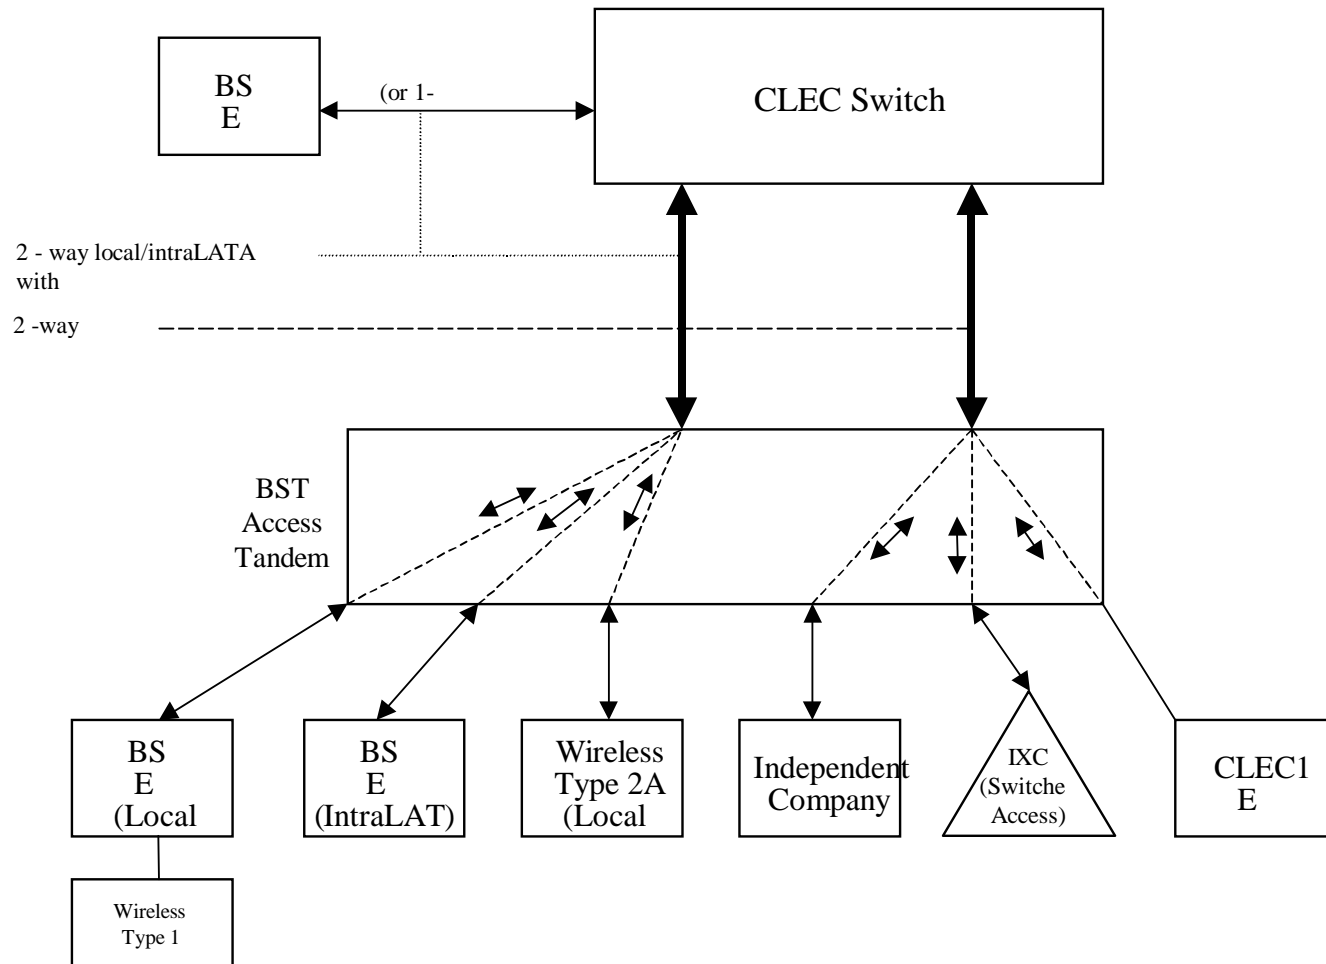 BS
E
(or 1-
CLEC Switch
2 - way local/intraLATA
with
2 -way
BST
Access
Tandem
BS
E
(Local
BS
E
(IntraLAT)
Wireless
Type 2A
(Local
Independent
Company
IXC
(Switche
Access)
CLEC1
E
Wireless
Type 1